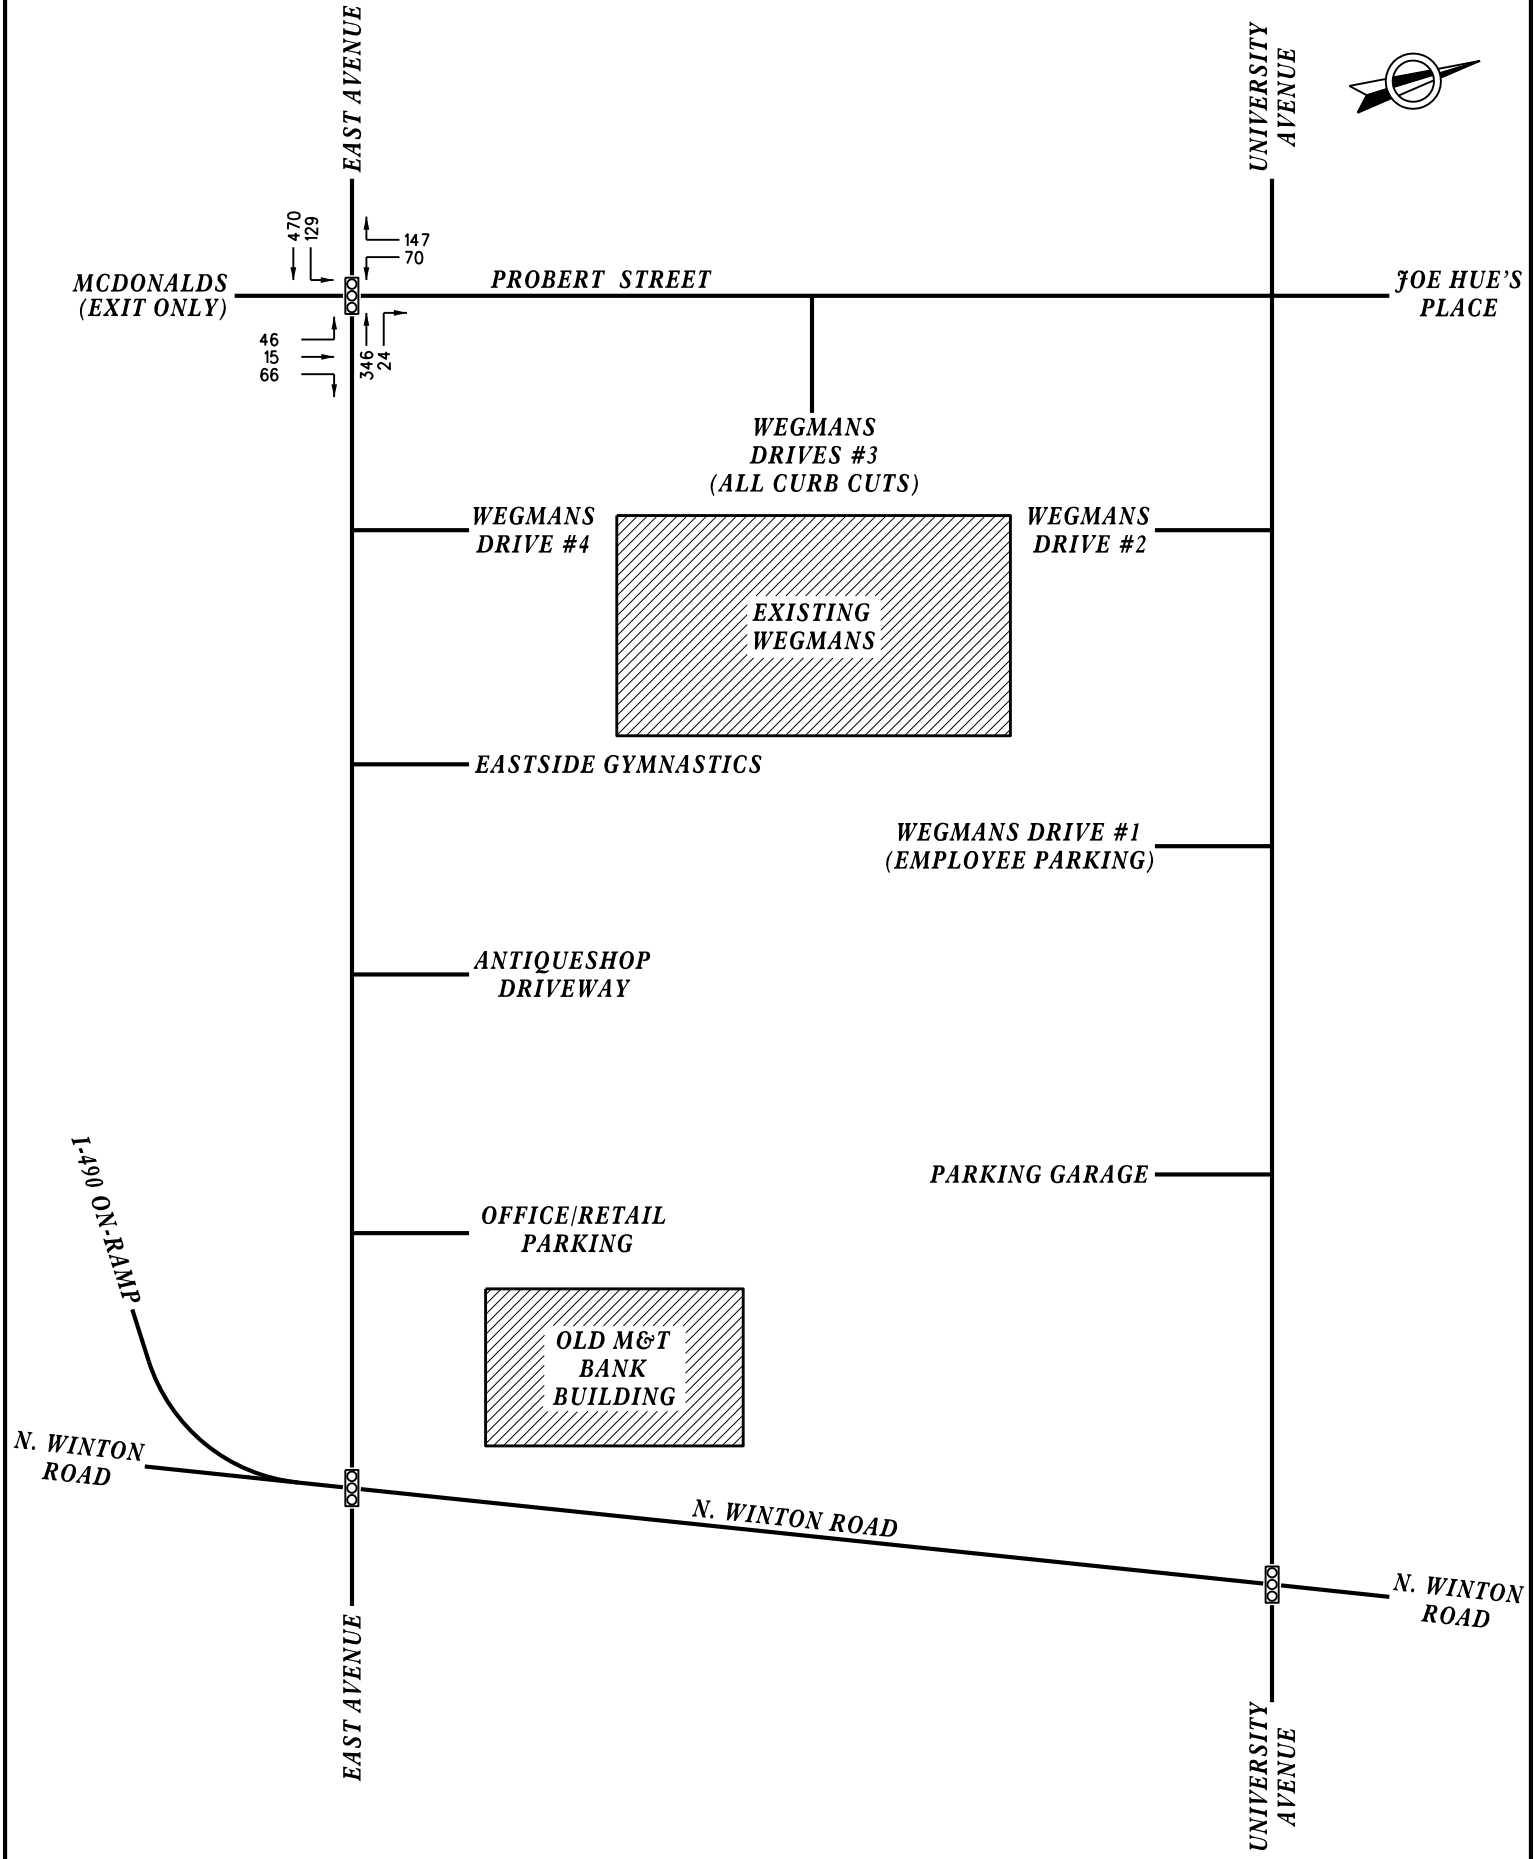 EAST AVENUE
UNIVERSITY
AVENUE
470
129
147
70
MCDONALDS
(EXIT ONLY)
PROBERT STREET
JOE HUE'S
PLACE
46
15
66
346
24
WEGMANS
DRIVES #3
(ALL CURB CUTS)
WEGMANS
DRIVE #4
WEGMANS
DRIVE #2
EXISTING
WEGMANS
EASTSIDE GYMNASTICS
WEGMANS DRIVE #1
(EMPLOYEE PARKING)
ANTIQUESHOP
DRIVEWAY
I-490 ON-RAMP
PARKING GARAGE
OFFICE/RETAIL
PARKING
OLD M&T
BANK
BUILDING
N. WINTON
ROAD
N. WINTON ROAD
N. WINTON
ROAD
EAST AVENUE
UNIVERSITY
AVENUE